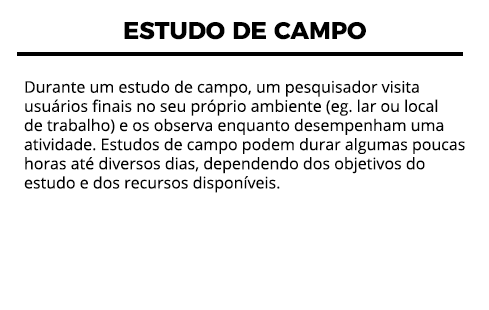 ESTUDO DE CAMPO
Durante um estudo de campo, um pesquisador visita
usuários finais no seu próprio ambiente (eg. lar ou local
de trabalho) e os observa enquanto desempenham uma
atividade. Estudos de campo podem durar algumas poucas
horas até diversos dias, dependendo dos objetivos do
estudo e dos recursos disponíveis.